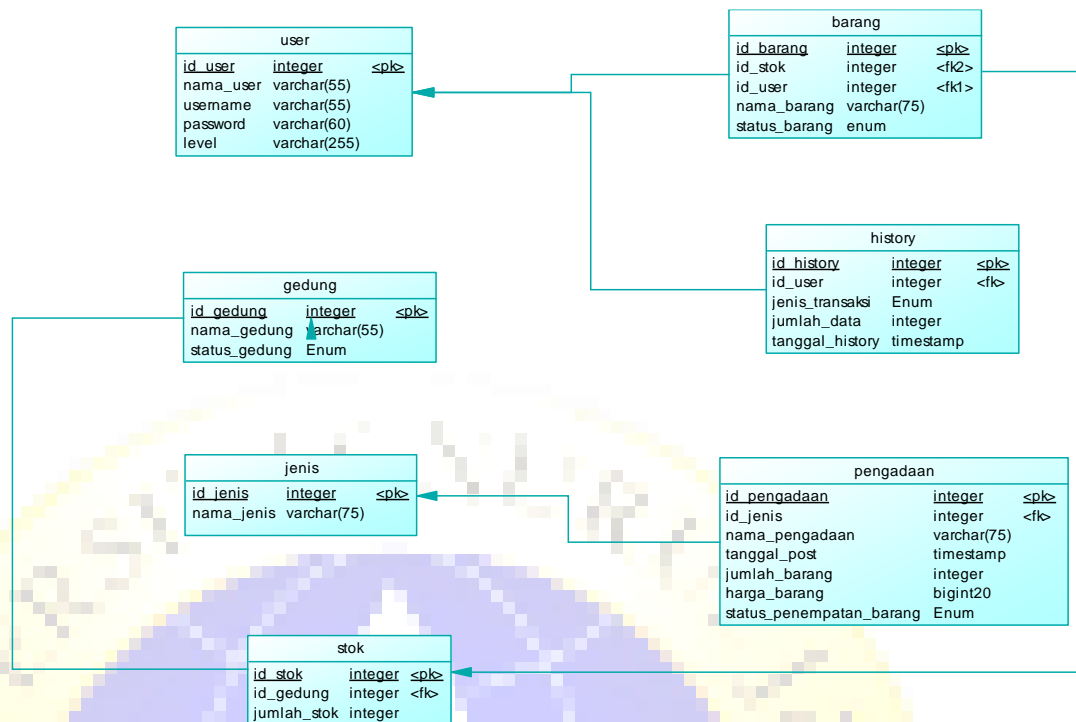 user
id_user integer <pk>
nama_user varchar(55)
username varchar(55)
password varchar(60)
level varchar(255)
barang
id_barang integer <pk>
id_stok integer <fk2>
id_user integer <fk1>
nama_barang varchar(75)
status_barang enum
history
id_history integer <pk>
id_user integer <fk>
jenis_transaksi Enum
jumlah_data integer
tanggal_history timestamp
gedung
id_gedung integer <pk>
nama_gedung varchar(55)
status_gedung Enum
jenis
id_jenis integer <pk>
nama_jenis varchar(75)
pengadaan
id_pengadaan integer <pk>
id_jenis integer <fk>
nama_pengadaan varchar(75)
tanggal_post timestamp
jumlah_barang integer
harga_barang bigint20
status_penempatan_barang Enum
stok
id_stok integer <pk>
id_gedung integer <fk>
jumlah_stok integer